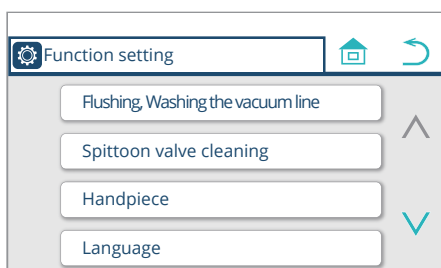 Function setting
Flushing, Washing the vacuum line
Spittoon valve cleaning
Handpiece
Language